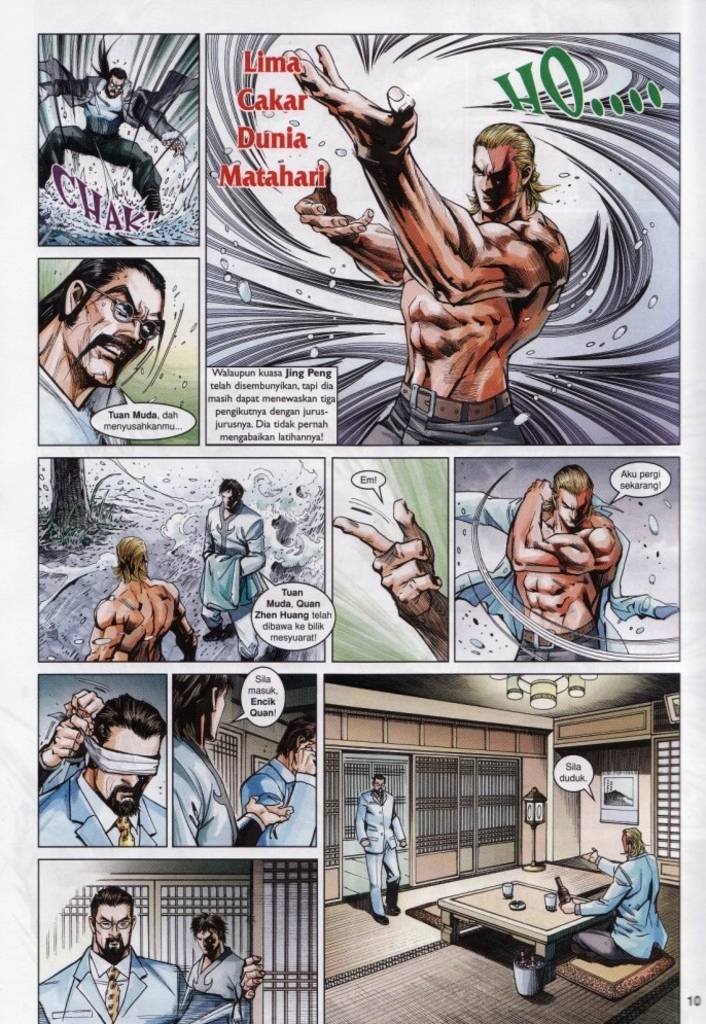 CHAK!
Lima
Cakar
Dunia
Matahari
HO....
Walaupun kuasa Jing Peng
telah disembunyikan, tapi dia
masih dapat menewaskan tiga
pengikutnya dengan jurus-
jurusnya. Dia tidak pernah
mengabaikan latihannya!
Tuan Muda, dah
menyusahkanmu...
Tuan
Muda, Quan
Zhen Huang telah
dibawa ke bilik
mesyuarat!
Em!
Aku pergi
sekarang!
Sila
masuk,
Encik
Quan!
Sila
duduk.
10